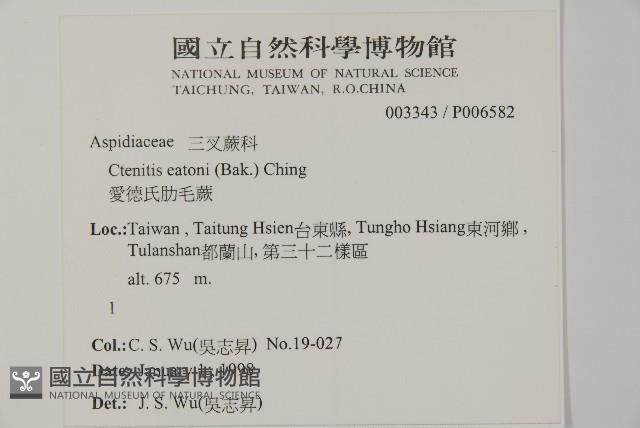 國立自然科學博物館
NATIONAL MUSEUM OF NATURAL SCIENCE
TAICHUNG, TAIWAN, R.O.CHINA
003343 / P006582
Aspidiaceae 三叉蕨科
Ctenitis eatoni (Bak.) Ching
愛德氏肋毛蕨
Loc.:Taiwan , Taitung Hsien台東縣, Tungho Hsiang東河鄉 ,
Tulanshan都蘭山, 第三十二樣區
alt. 675 m.
1
Col.: C. S. Wu(吳志昇) No.19-027
Date: January 1, 1998
國立自然科學博物館
NATIONAL MUSEUM OF NATURAL SCIENCE
Det.: J. S. Wu(吳志昇)